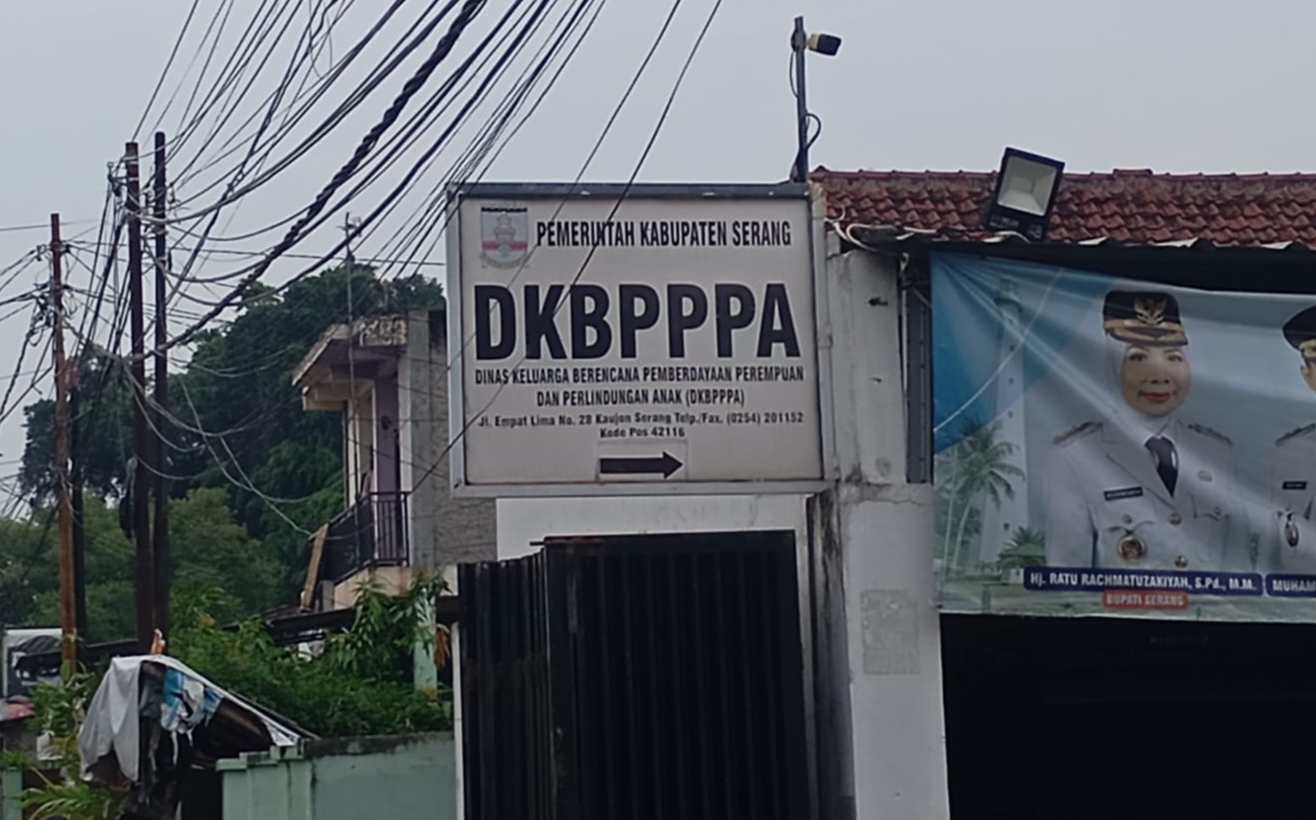 PEMERINTAH KABUPATEN SERANG
DKBPPPA
DINAS KELUARGA BERENCANA PEMBERDAYAAN PEREMPUAN
DAN PERLINDUNGAN ANAK (DKBPPPA)
Jl. Empat Lima No. 28 Kaujon Serang Telp./Fax. (0254) 201152
Kode Pos 42116
Hj. RATU RACHMATUZAKIYAH, S.Pd., M.M.
BUPATI SERANG
MUHAM